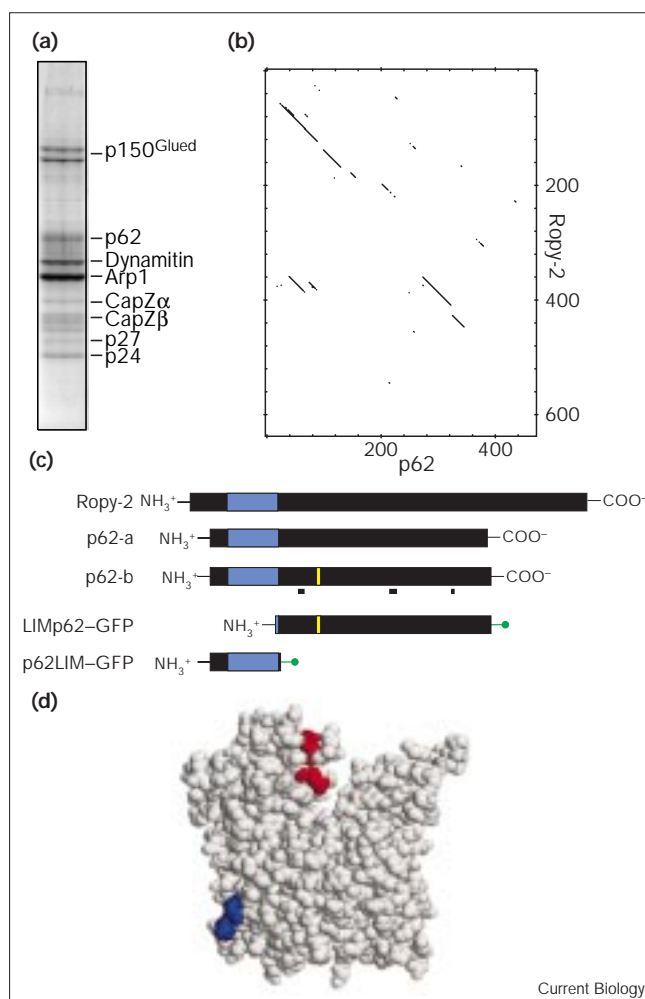 (a)
p150Glued
p62
Dynamitin
Arp1
CapZα
CapZβ
p27
p24
(b)
200
400
600
Ropy-2
200 400
p62
(c)
Ropy-2 NH3+ COO–
p62-a NH3+ COO–
p62-b NH3+ COO–
LIMp62–GFP NH3+
p62LIM–GFP NH3+
(d)
Current Biology